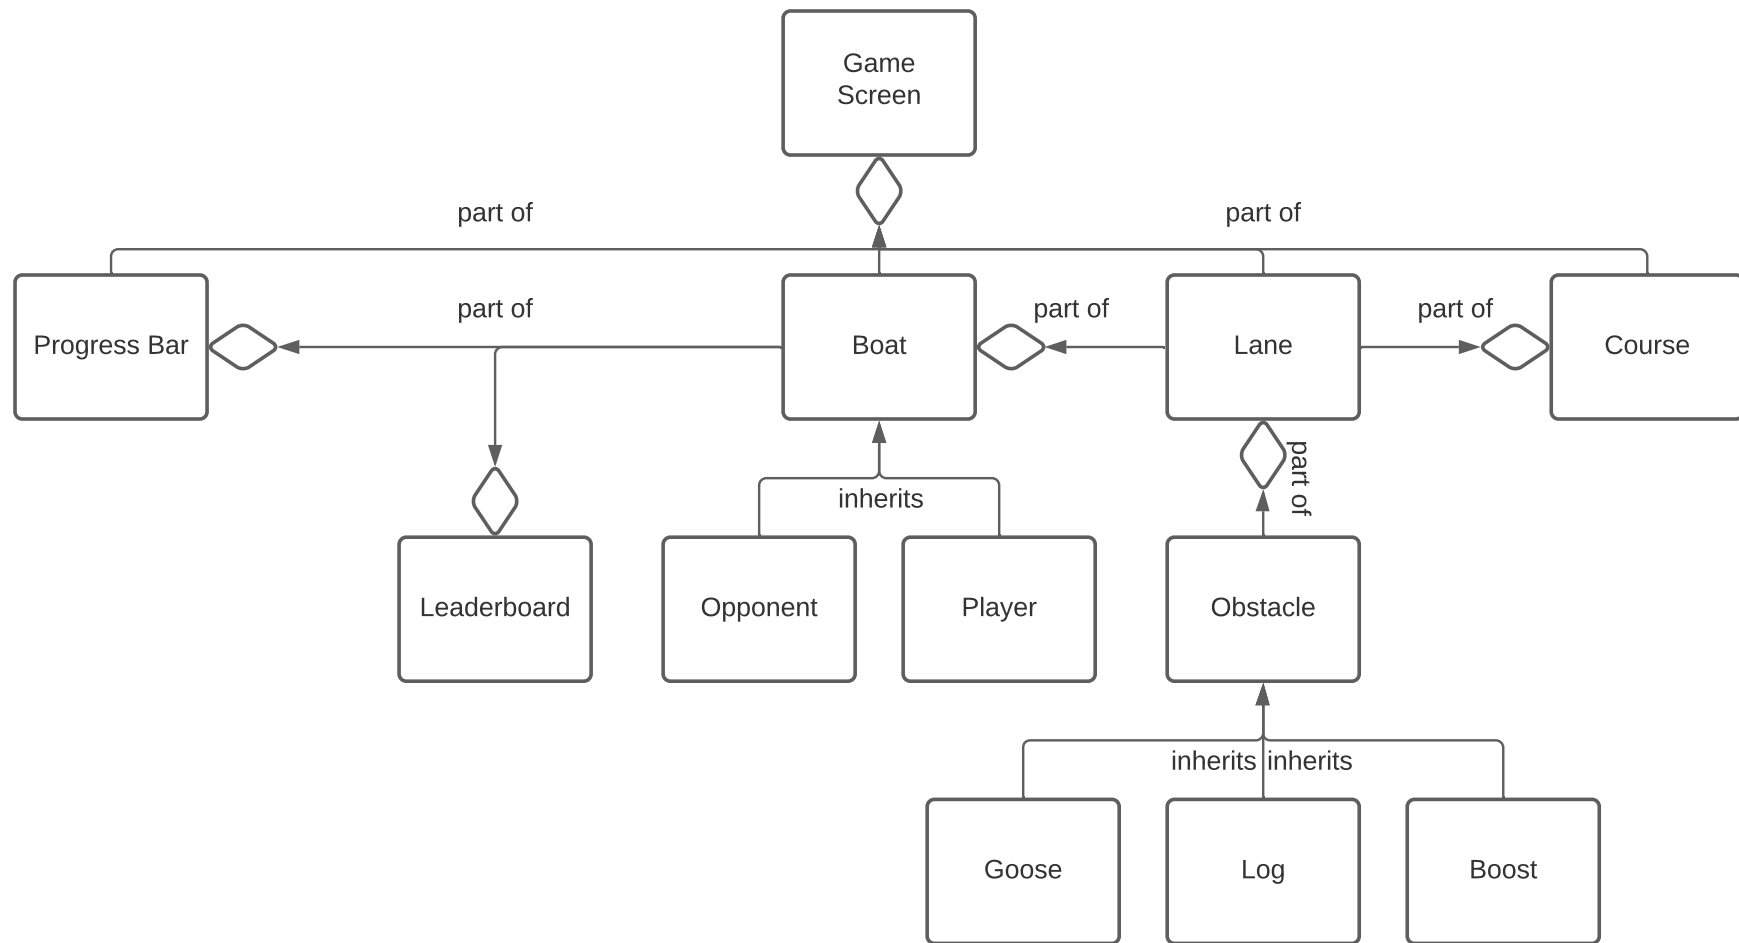 Game
Screen
part of
part of
part of
part of
part of
Progress Bar
Boat
Lane
Course
part of
inherits
Leaderboard
Opponent
Player
Obstacle
inherits
inherits
Goose
Log
Boost